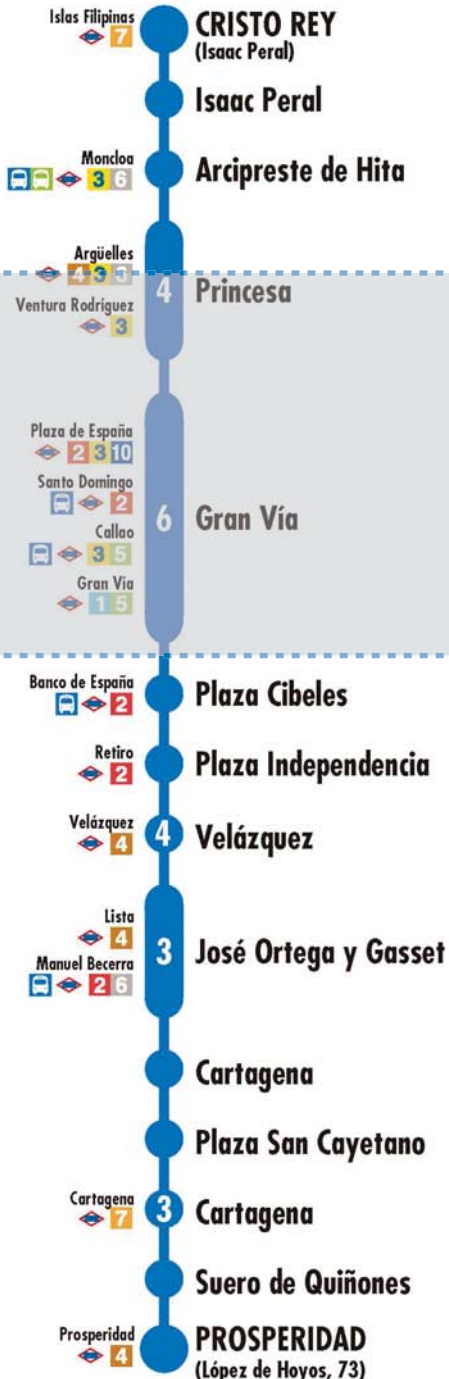 Islas Filipinas
7
CRISTO REY
(Isaac Peral)
Isaac Peral
Moncloa
3 6
Arcipreste de Hita
Argüelles
4 3 6
4
Princesa
Ventura Rodríguez
3
Plaza de España
2 3 10
Santo Domingo
2
6
Gran Vía
Callao
3 5
Gran Vía
1 5
Banco de España
2
Plaza Cibeles
Retiro
2
Plaza Independencia
Velázquez
4
4
Velázquez
Lista
4
3
José Ortega y Gasset
Manuel Becerra
2 6
Cartagena
Plaza San Cayetano
Cartagena
7
3
Cartagena
Suero de Quiñones
Prosperidad
4
PROSPERIDAD
(López de Hoyos, 73)